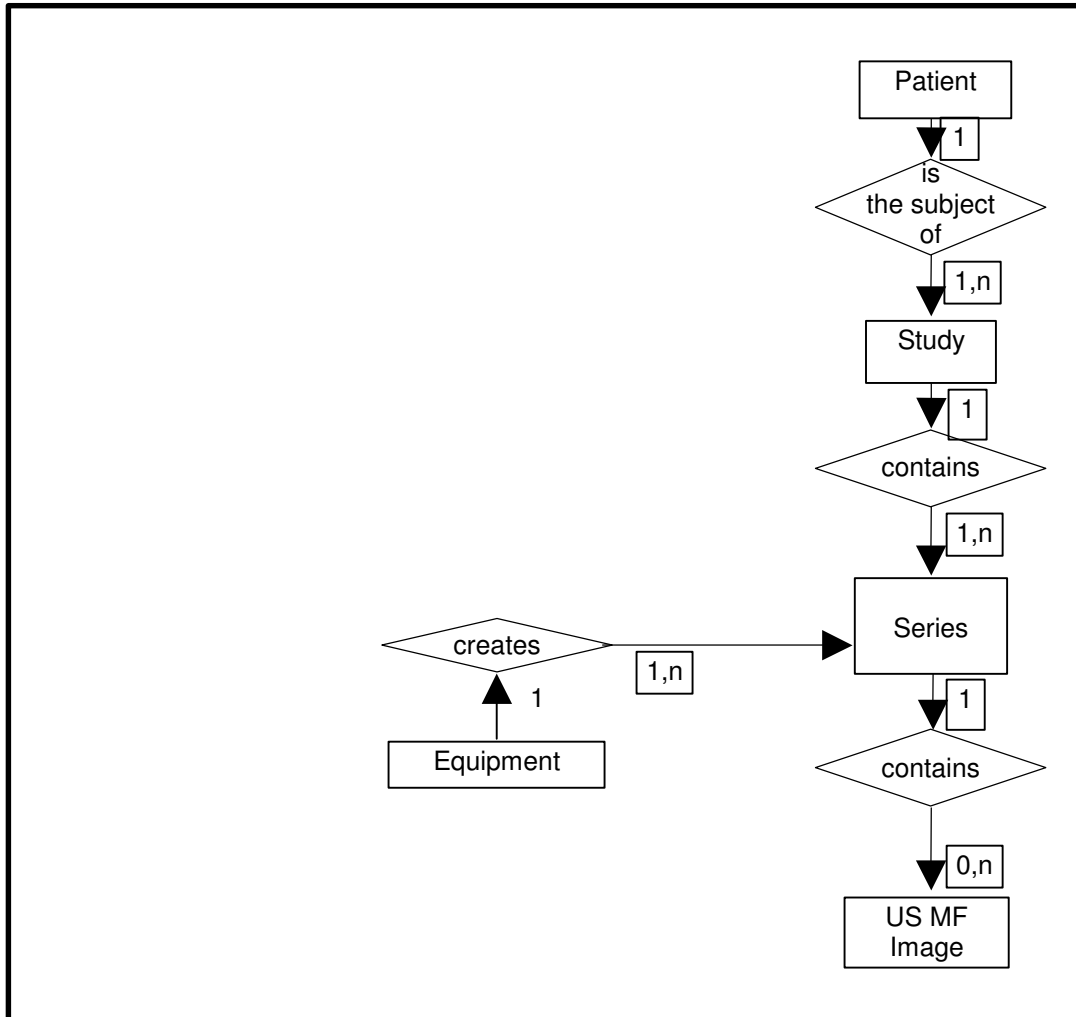 Patient
1
is
the subject
of
1,n
Study
1
contains
1,n
Series
creates
1,n
1
1
Equipment
contains
0,n
US MF
Image